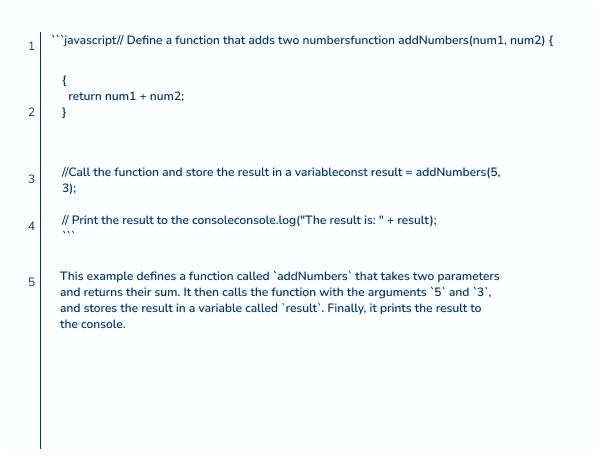 1 ```javascript// Define a function that adds two numbersfunction addNumbers(num1, num2) {
{
return num1 + num2;
2 }
3 //Call the function and store the result in a variableconst result = addNumbers(5,
3);
4 // Print the result to the consoleconsole.log("The result is: " + result);
```
5 This example defines a function called `addNumbers` that takes two parameters
and returns their sum. It then calls the function with the arguments `5` and `3`,
and stores the result in a variable called `result`. Finally, it prints the result to
the console.